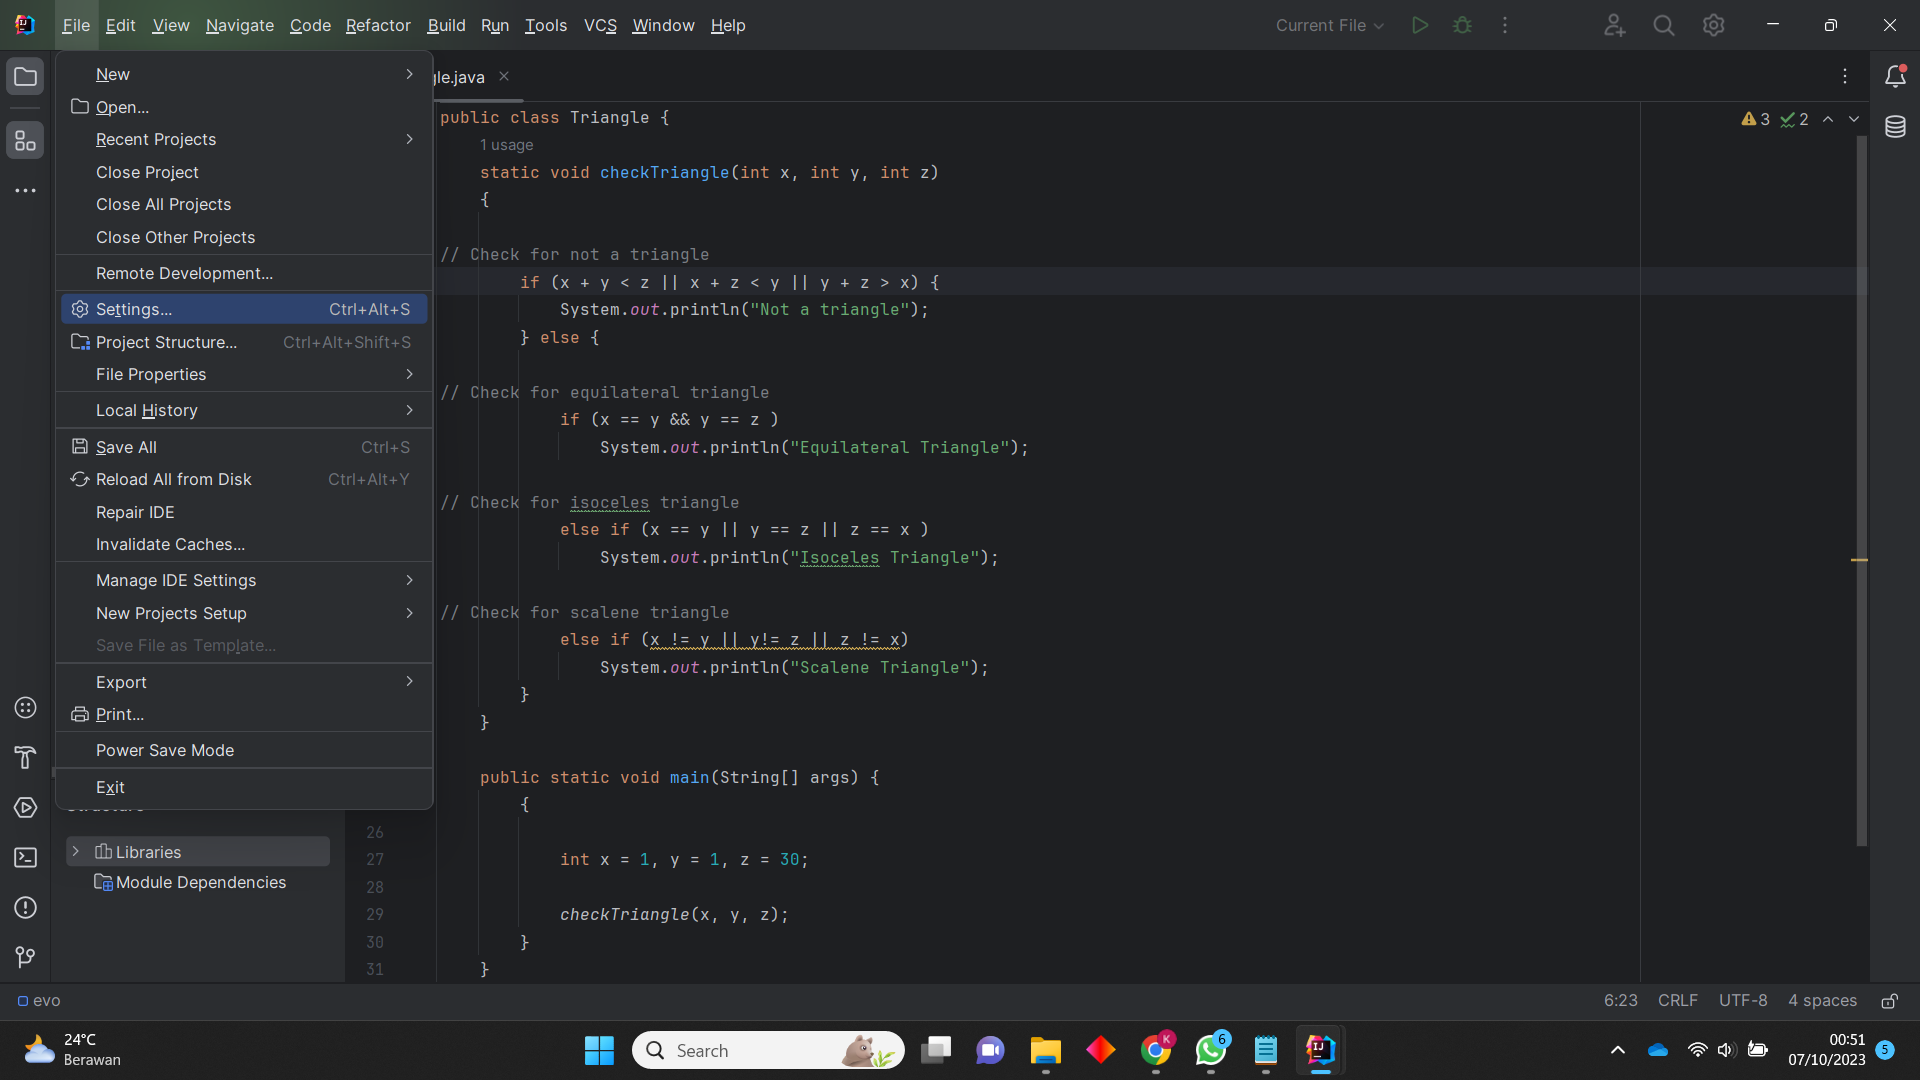 File Edit View Navigate Code Refactor Build Run Tools VCS Window Help
Current File
New
Open...
Recent Projects
Close Project
Close All Projects
Close Other Projects
Remote Development...
Settings... Ctrl+Alt+S
Project Structure... Ctrl+Alt+Shift+S
File Properties
Local History
Save All Ctrl+S
Reload All from Disk Ctrl+Alt+Y
Repair IDE
Invalidate Caches...
Manage IDE Settings
New Projects Setup
Save File as Template...
Export
Print...
Power Save Mode
Exit
Libraries
Module Dependencies
gle.java
3 2
public class Triangle {
1 usage
static void checkTriangle(int x, int y, int z)
{
// Check for not a triangle
if (x + y < z || x + z < y || y + z > x) {
System.out.println("Not a triangle");
} else {
// Check for equilateral triangle
if (x == y && y == z )
System.out.println("Equilateral Triangle");
// Check for isoceles triangle
else if (x == y || y == z || z == x )
System.out.println("Isoceles Triangle");
// Check for scalene triangle
else if (x != y || y!= z || z != x)
System.out.println("Scalene Triangle");
}
}
public static void main(String[] args) {
{
26
27 int x = 1, y = 1, z = 30;
28
29 checkTriangle(x, y, z);
30 }
31 }
evo
6:23 CRLF UTF-8 4 spaces
24°C
Berawan
Search
K
6
IJ
00:51
07/10/2023
5